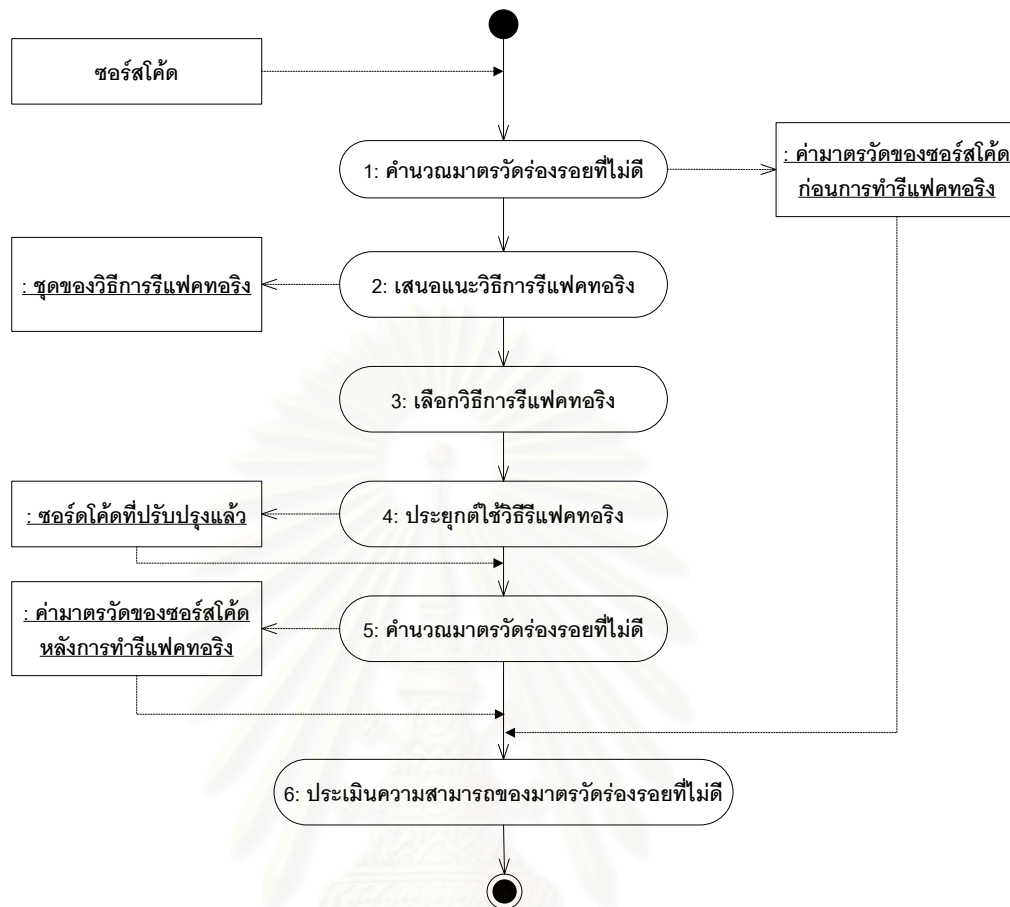 ซอร์สโค้ด
1: คำนวณมาตรวัดร่องรอยที่ไม่ดี
: ค่ามาตรวัดของซอร์สโค้ด
ก่อนการทำรีแฟคทอริง
: ชุดของวิธีการรีแฟคทอริง
2: เสนอแนะวิธีการรีแฟคทอริง
3: เลือกวิธีการรีแฟคทอริง
: ซอร์ดโค้ดที่ปรับปรุงแล้ว
4: ประยุกต์ใช้วิธีรีแฟคทอริง
: ค่ามาตรวัดของซอร์สโค้ด
หลังการทำรีแฟคทอริง
5: คำนวณมาตรวัดร่องรอยที่ไม่ดี
6: ประเมินความสามารถของมาตรวัดร่องรอยที่ไม่ดี